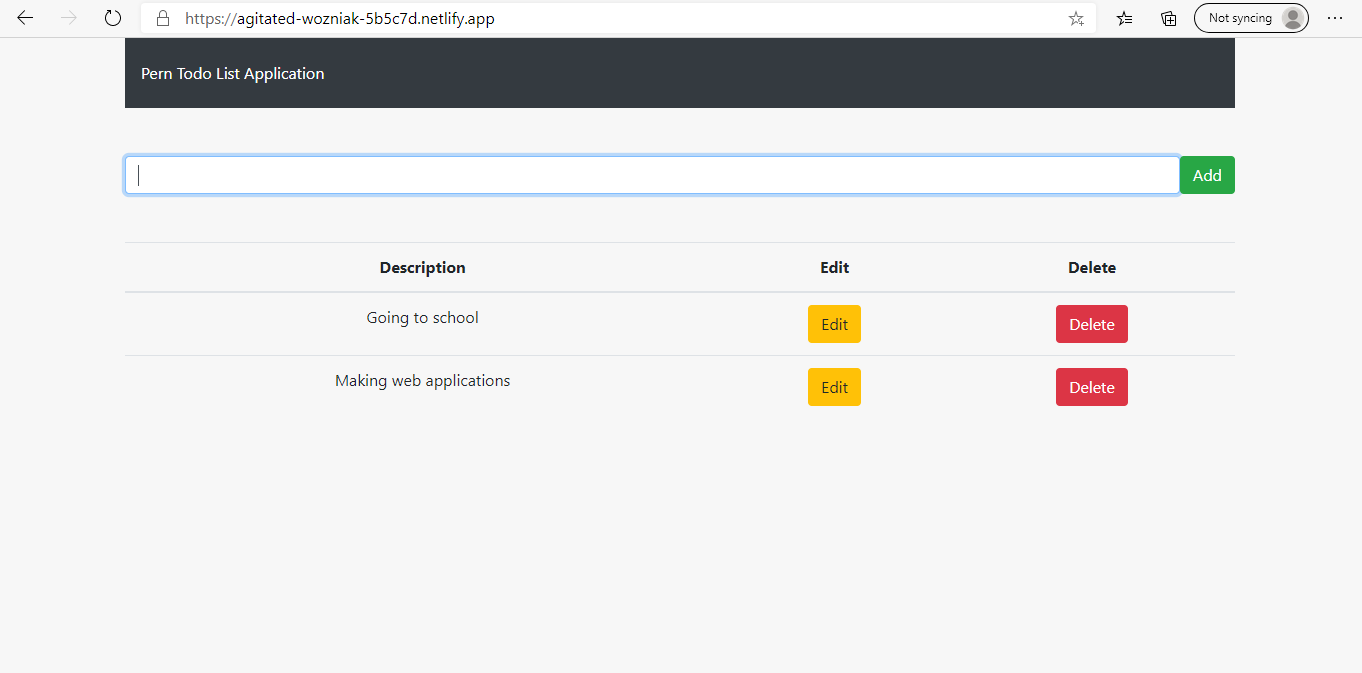 https://agitated-wozniak-5b5c7d.netlify.app Not syncing
Pern Todo List Application
Add
Description Edit Delete
Going to school Edit Delete
Making web applications Edit Delete